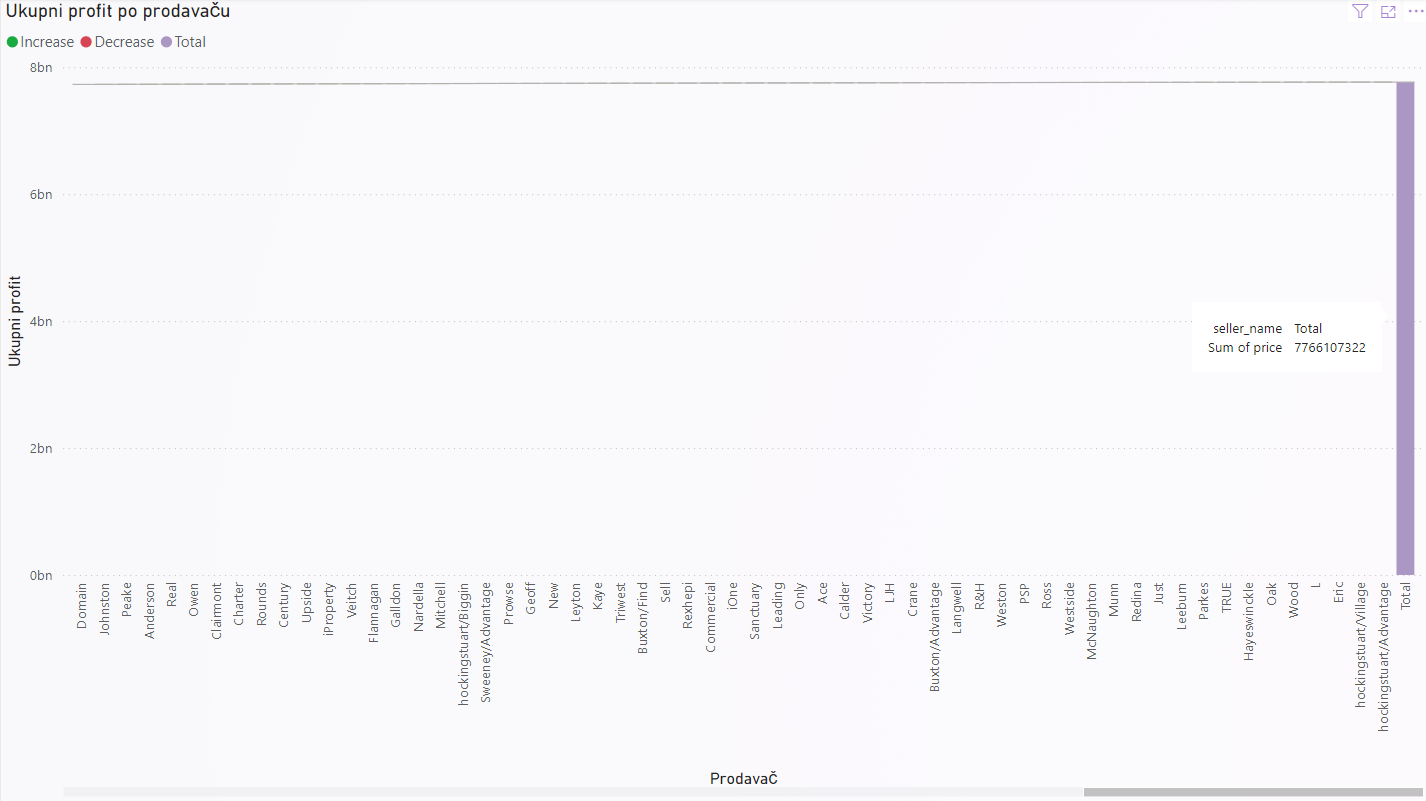 Ukupni profit po prodavaču
Increase Decrease Total
8bn
6bn
4bn
2bn
0bn
Ukupni profit
seller_name Total
Sum of price 7766107322
Domain
Johnston
Peake
Anderson
Real
Owen
Clairmont
Charter
Rounds
Century
Upside
iProperty
Veitch
Flannagan
Galldon
Nardella
Mitchell
hockingstuart/Biggin
Sweeney/Advantage
Prowse
Geoff
New
Leyton
Kaye
Triwest
Buxton/Find
Sell
Rexhepi
Commercial
iOne
Sanctuary
Leading
Only
Ace
Calder
Victory
LJH
Crane
Buxton/Advantage
Langwell
R&H
Weston
PSP
Ross
Westside
McNaughton
Munn
Redina
Just
Leeburn
Parkes
TRUE
Hayeswinckle
Oak
Wood
L
Eric
hockingstuart/Village
hockingstuart/Advantage
Total
Prodavač